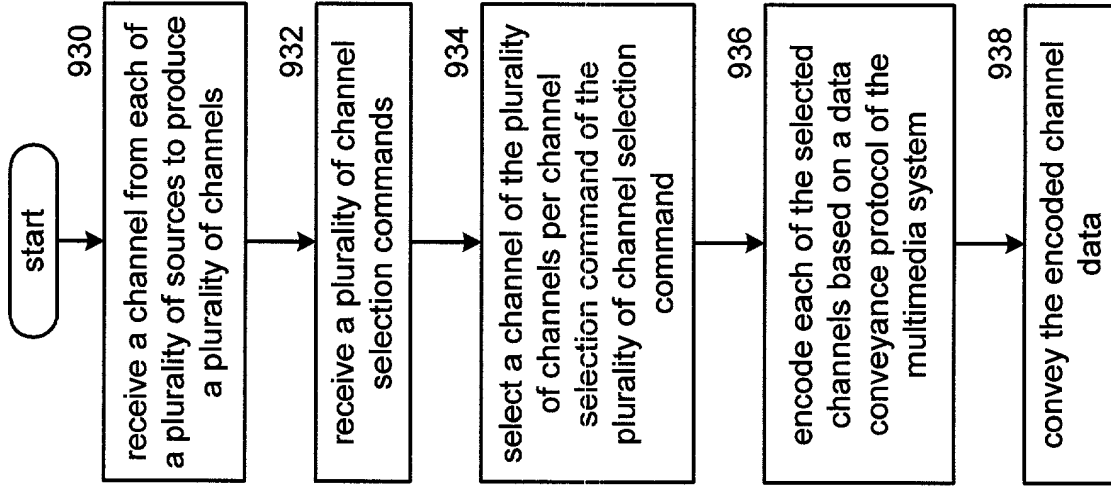 start
930
receive a channel from each of
a plurality of sources to produce
a plurality of channels
932
receive a plurality of channel
selection commands
934
select a channel of the plurality
of channels per channel
selection command of the
plurality of channel selection
command
936
encode each of the selected
channels based on a data
conveyance protocol of the
multimedia system
938
convey the encoded channel
data